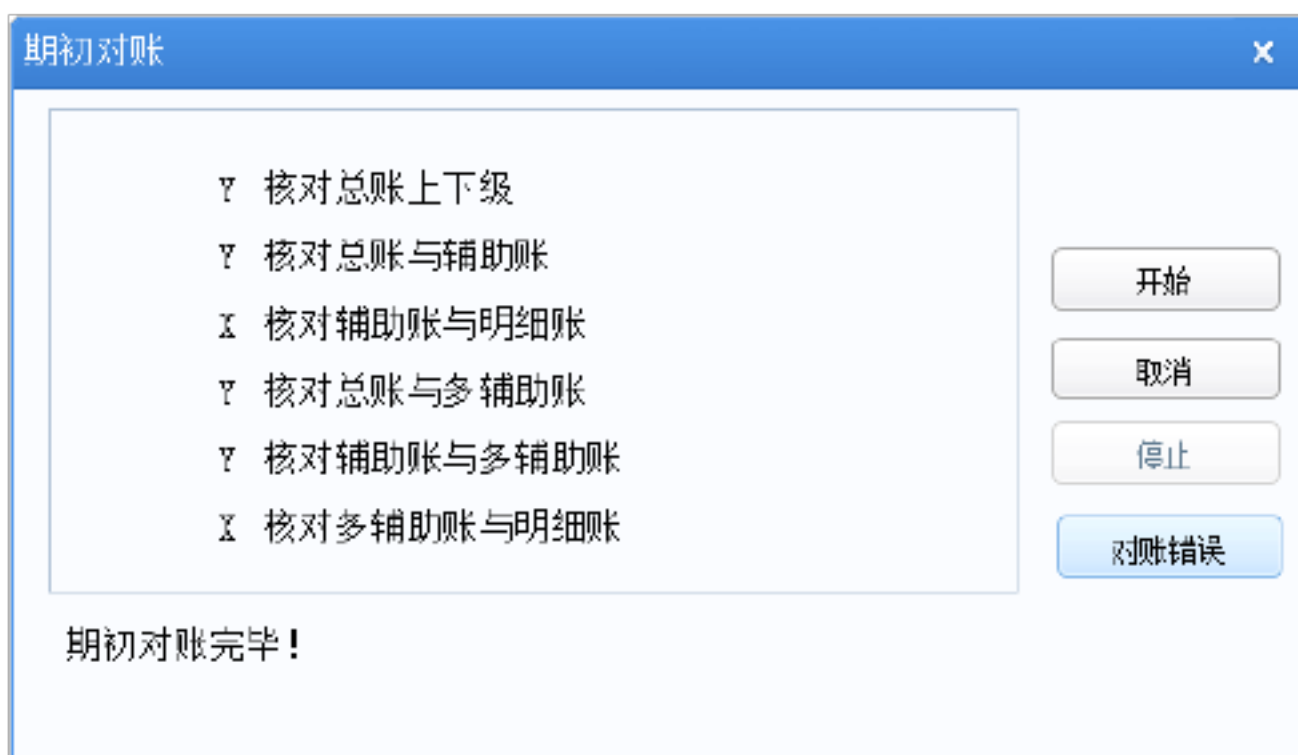 期初对账
Y 核对总账上下级
Y 核对总账与辅助账
X 核对辅助账与明细账
Y 核对总账与多辅助账
Y 核对辅助账与多辅助账
X 核对多辅助账与明细账
开始
取消
停止
对账错误
期初对账完毕!